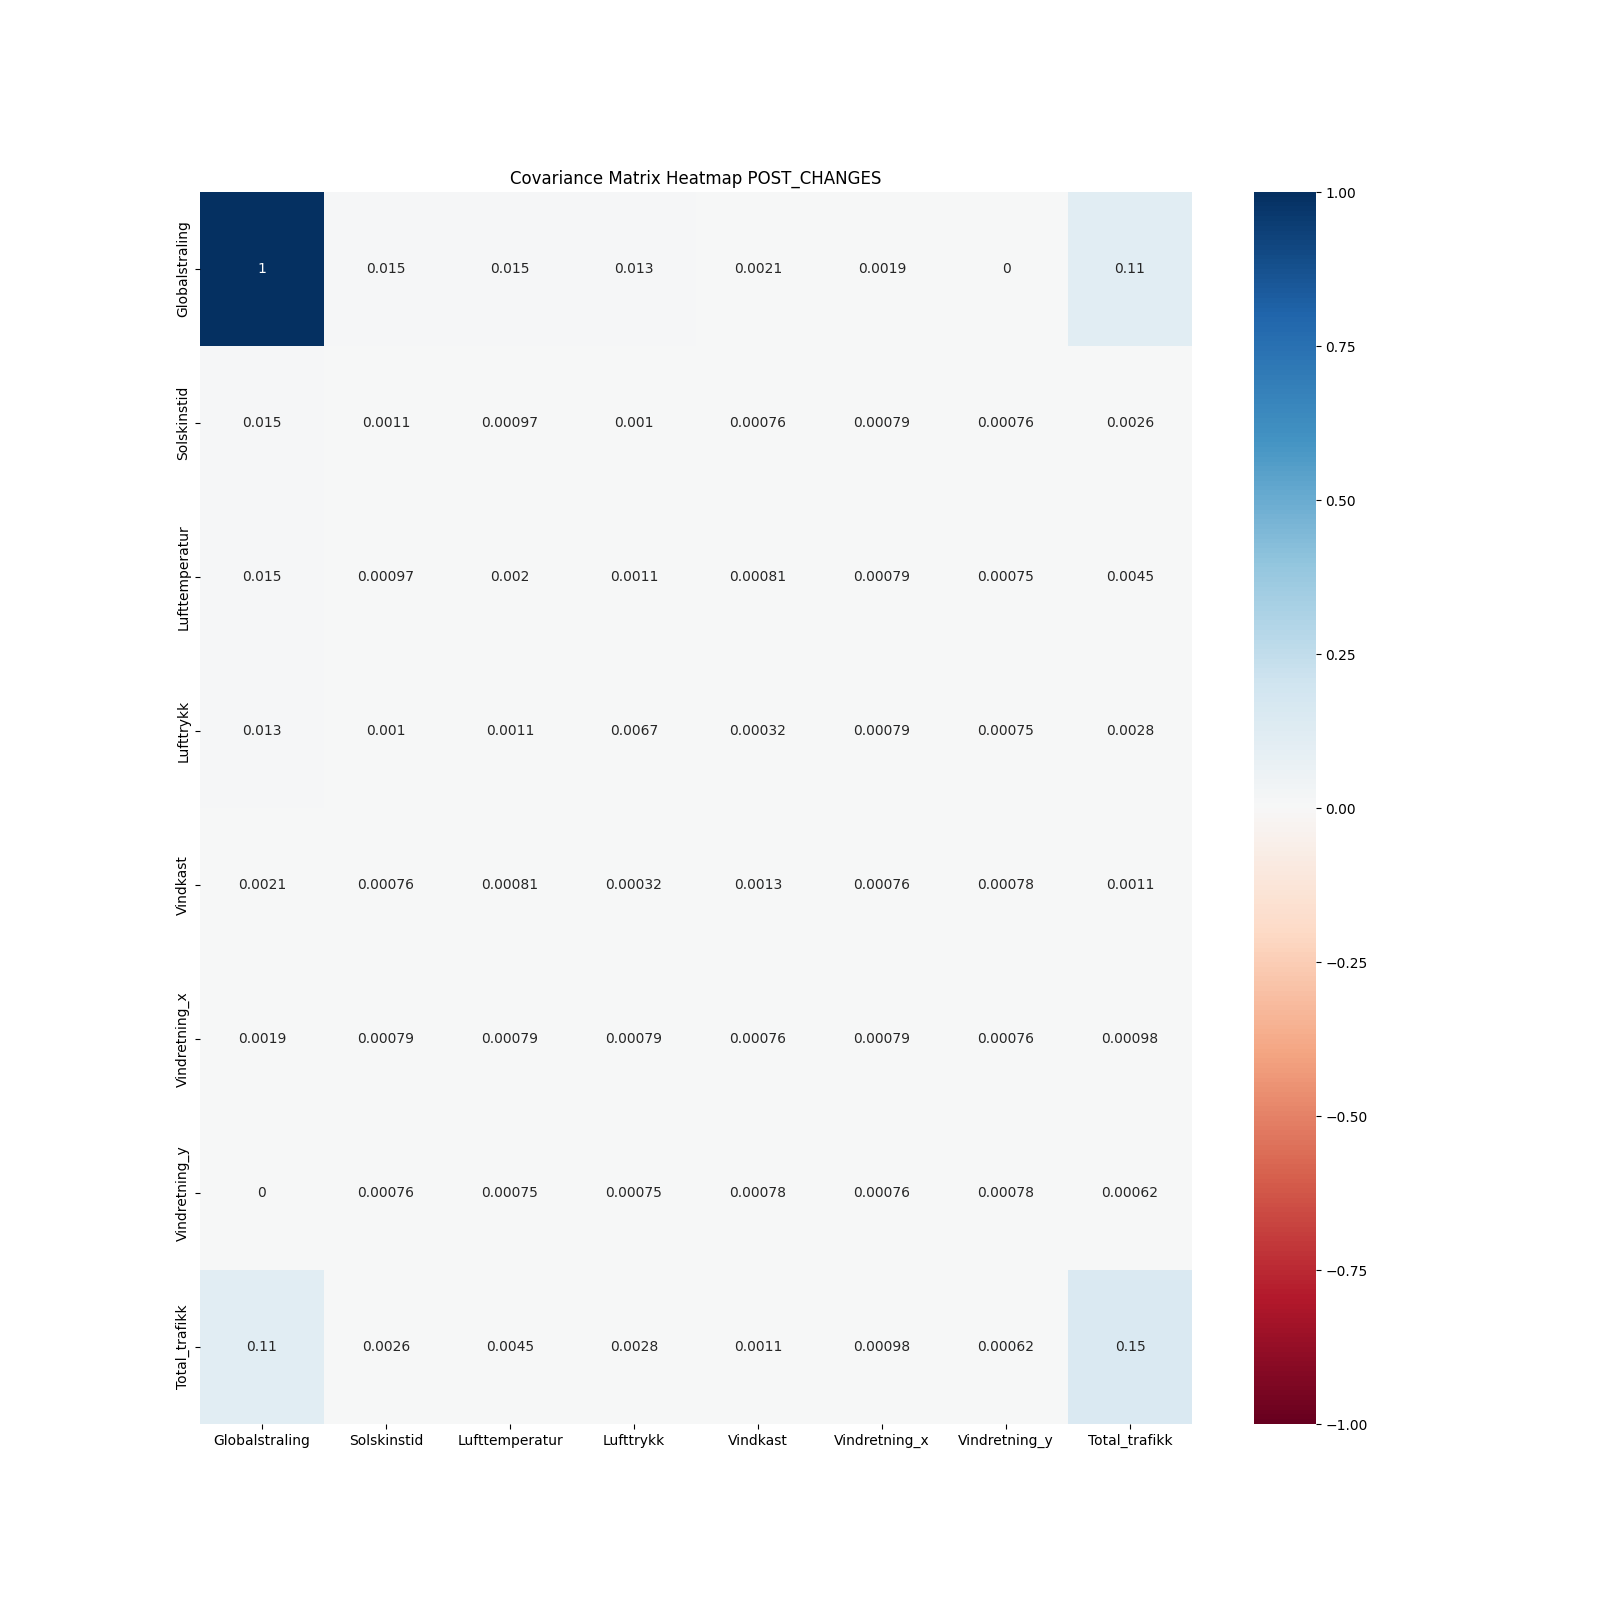 Covariance Matrix Heatmap POST_CHANGES
Globalstraling
1 0.015 0.015 0.013 0.0021 0.0019 0 0.11
Solskinstid
0.015 0.0011 0.00097 0.001 0.00076 0.00079 0.00076 0.0026
Lufttemperatur
0.015 0.00097 0.002 0.0011 0.00081 0.00079 0.00075 0.0045
Lufttrykk
0.013 0.001 0.0011 0.0067 0.00032 0.00079 0.00075 0.0028
Vindkast
0.0021 0.00076 0.00081 0.00032 0.0013 0.00076 0.00078 0.0011
Vindretning_x
0.0019 0.00079 0.00079 0.00079 0.00076 0.00079 0.00076 0.00098
Vindretning_y
0 0.00076 0.00075 0.00075 0.00078 0.00076 0.00078 0.00062
Total_trafikk
0.11 0.0026 0.0045 0.0028 0.0011 0.00098 0.00062 0.15
Globalstraling Solskinstid Lufttemperatur Lufttrykk Vindkast Vindretning_x Vindretning_y Total_trafikk
1.00
0.75
0.50
0.25
0.00
−0.25
−0.50
−0.75
−1.00